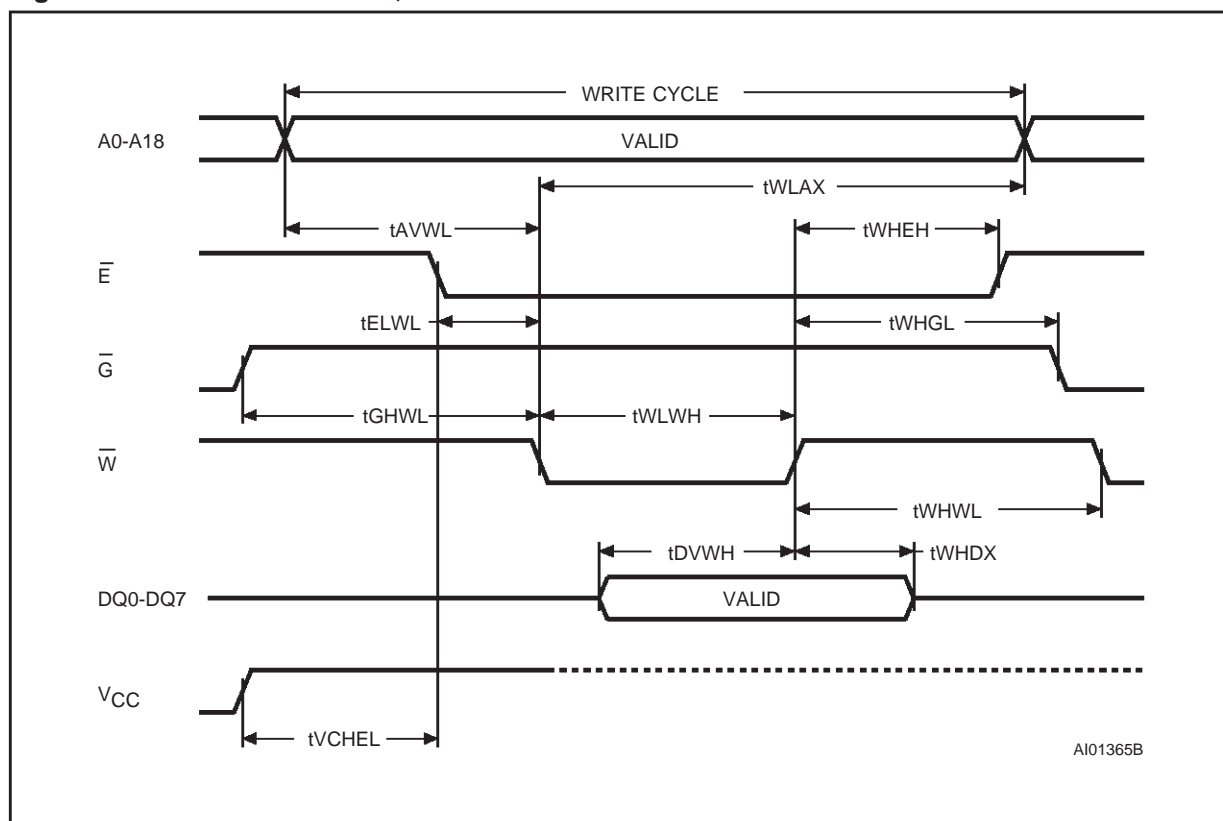 WRITE CYCLE
A0-A18
VALID
tWLAX
tAVWL
tWHEH
E̅
tELWL
tWHGL
G̅
tGHWL
tWLWH
W̅
tWHWL
tDVWH
tWHDX
DQ0-DQ7
VALID
VCC
tVCHEL
AI01365B